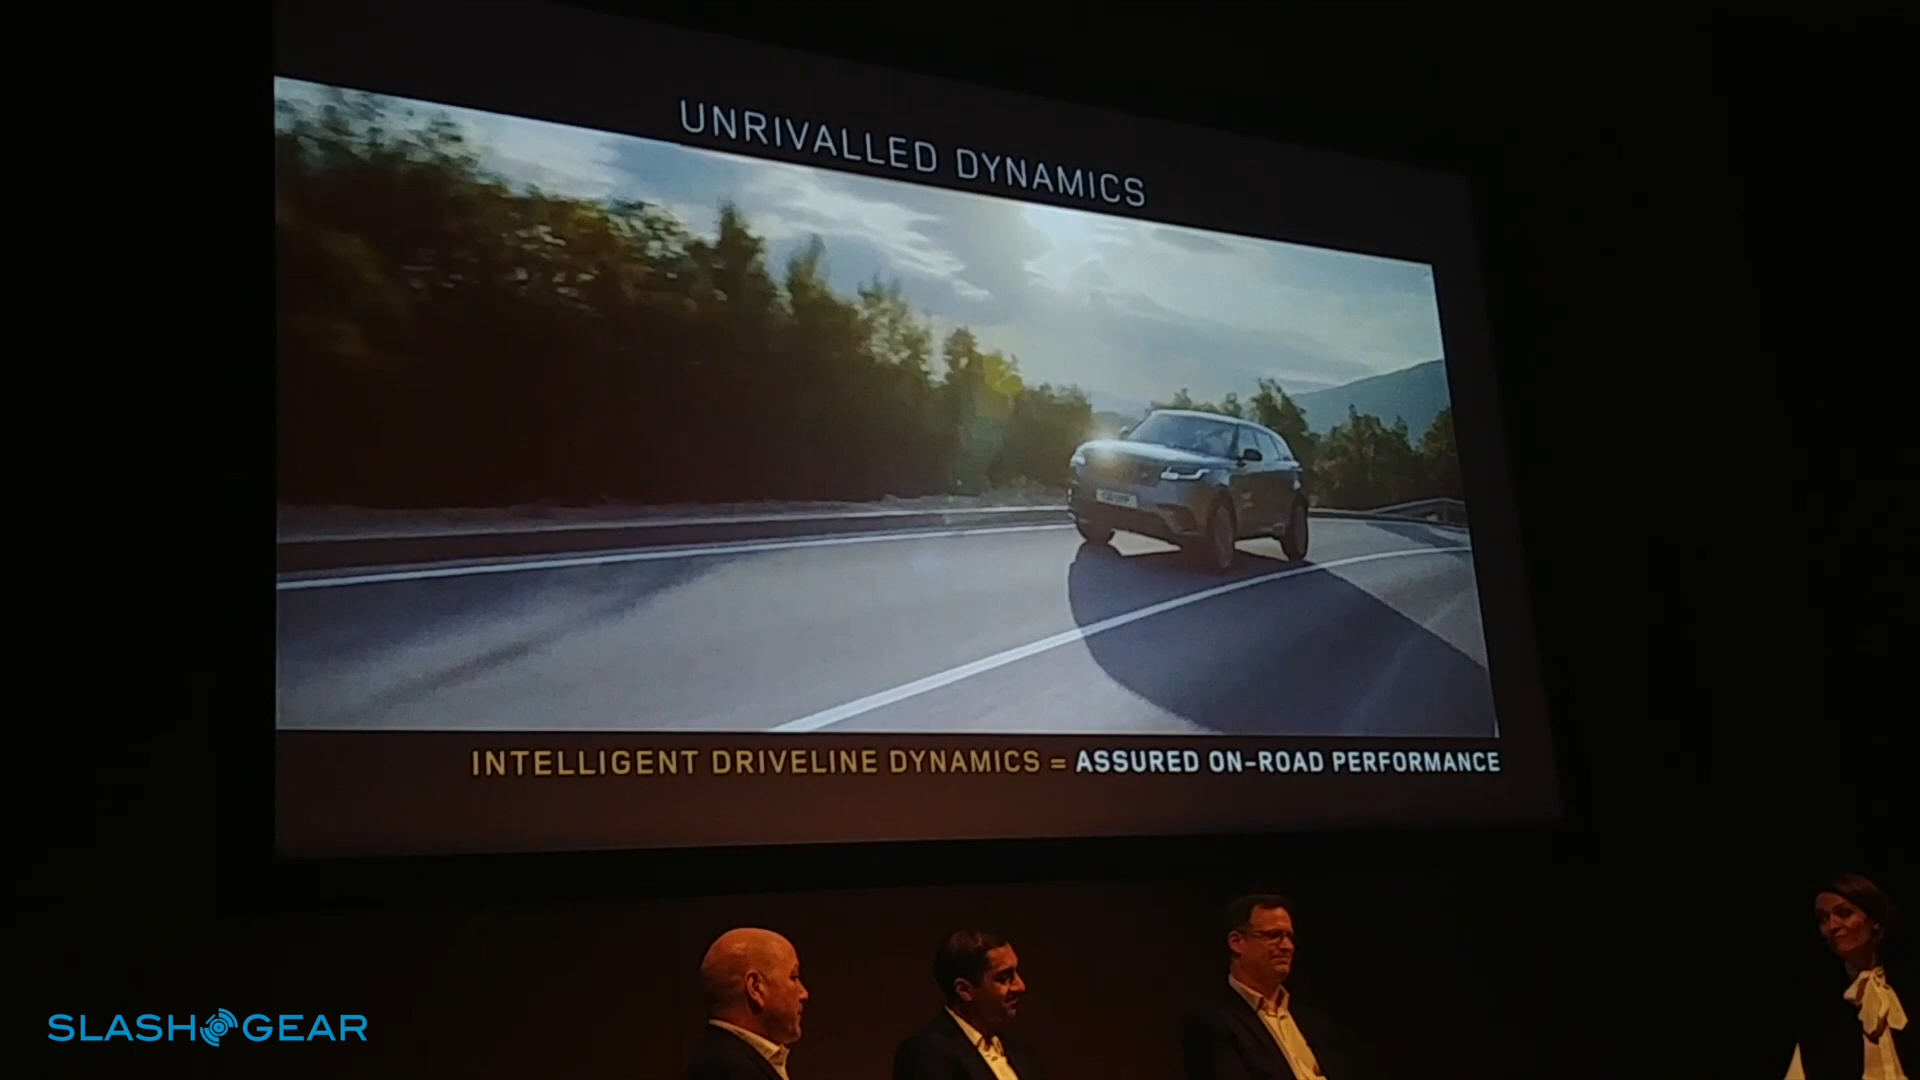 UNRIVALLED DYNAMICS
INTELLIGENT DRIVELINE DYNAMICS = ASSURED ON-ROAD PERFORMANCE
SLASHGEAR